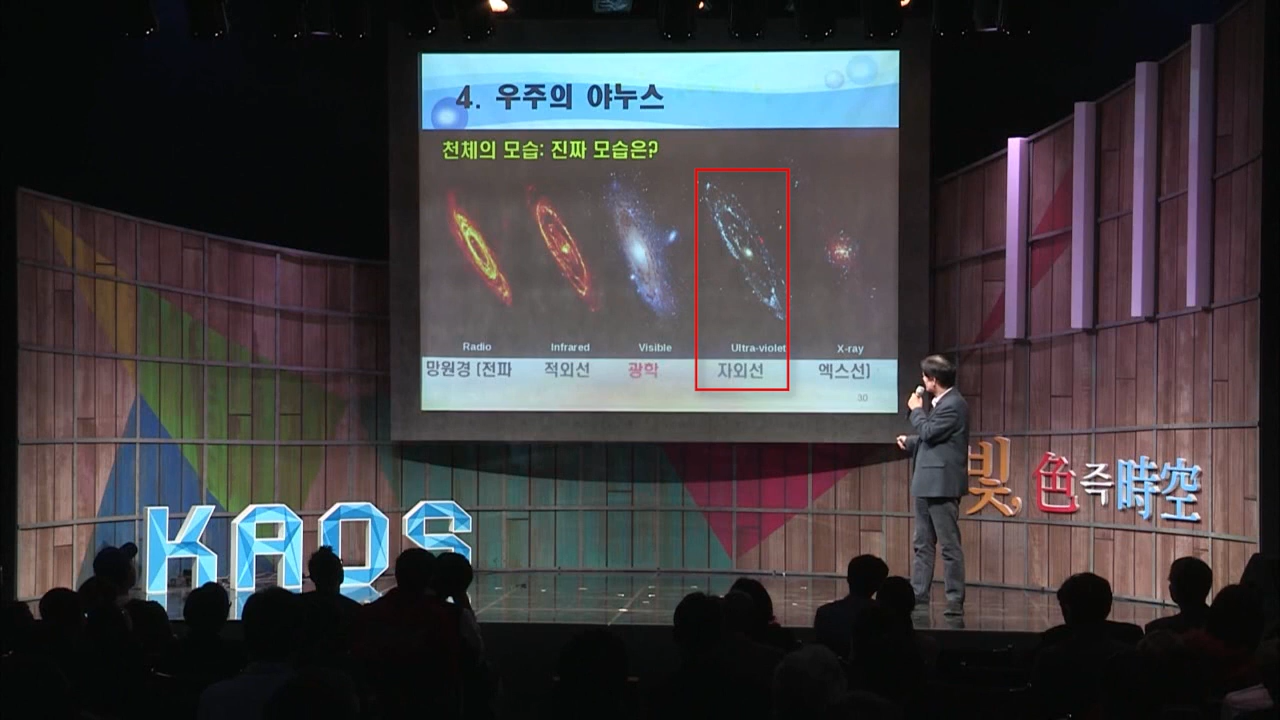 4. 우주의 야누스
천체의 모습: 진짜 모습은?
Radio Infrared Visible Ultra-violet X-ray
망원경 (전파 적외선 광학 자외선 엑스선)
30
빛, 色즉時空
KAOS